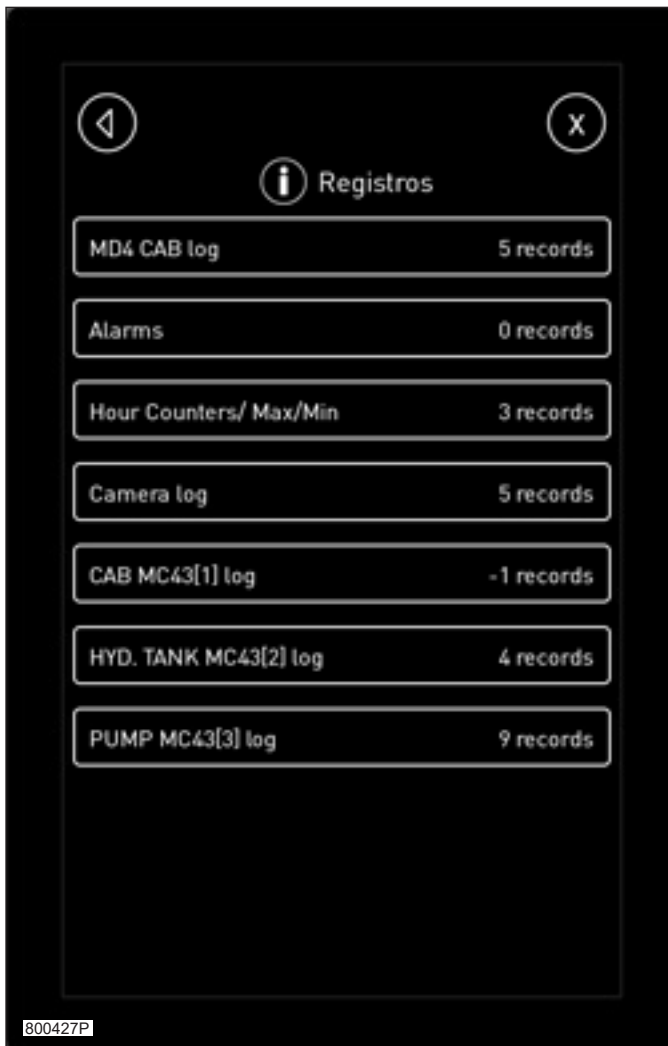 X
i Registros
MD4 CAB log 5 records
Alarms 0 records
Hour Counters/ Max/Min 3 records
Camera log 5 records
CAB MC43[1] log -1 records
HYD. TANK MC43[2] log 4 records
PUMP MC43[3] log 9 records
800427P